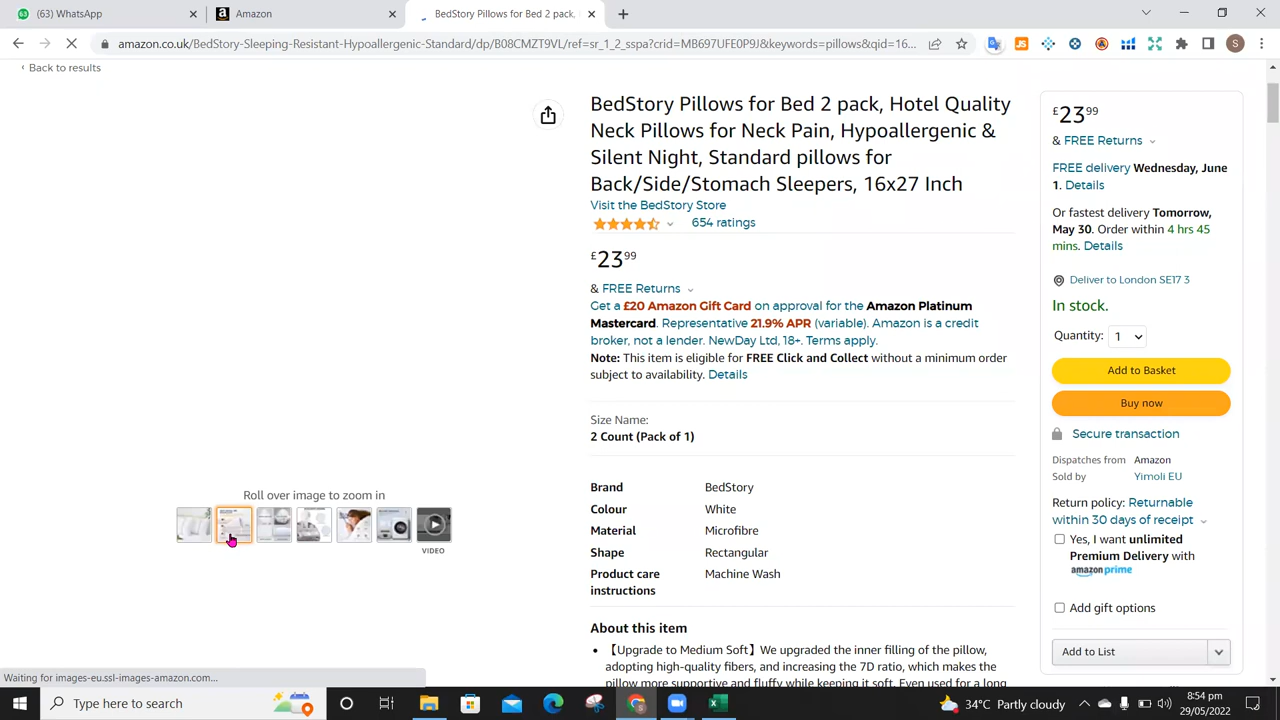 (63) WhatsApp
Amazon
BedStory Pillows for Bed 2 pack,
amazon.co.uk/BedStory-Sleeping-Resistant-Hypoallergenic-Standard/dp/B08CMZT9VL/ref=sr_1_2_sspa?crid=MB697UFE0P9J&keywords=pillows&qid=16...
Back to results
BedStory Pillows for Bed 2 pack, Hotel Quality
Neck Pillows for Neck Pain, Hypoallergenic &
Silent Night, Standard pillows for
Back/Side/Stomach Sleepers, 16x27 Inch
Visit the BedStory Store
654 ratings
£23 99
& FREE Returns
Get a £20 Amazon Gift Card on approval for the Amazon Platinum
Mastercard. Representative 21.9% APR (variable). Amazon is a credit
broker, not a lender. NewDay Ltd, 18+. Terms apply.
Note: This item is eligible for FREE Click and Collect without a minimum order
subject to availability. Details
Size Name:
2 Count (Pack of 1)
Brand BedStory
Colour White
Material Microfibre
Shape Rectangular
Product care Machine Wash
instructions
About this item
• 【Upgrade to Medium Soft】We upgraded the inner filling of the pillow,
adopting high-quality fibers, and increasing the 7D ratio, which makes the
pillow more supportive and fluffy while keeping it soft. Even used for a long
Roll over image to zoom in
VIDEO
£23 99
& FREE Returns
FREE delivery Wednesday, June
1. Details
Or fastest delivery Tomorrow,
May 30. Order within 4 hrs 45
mins. Details
Deliver to London SE17 3
In stock.
Quantity: 1
Add to Basket
Buy now
Secure transaction
Dispatches from Amazon
Sold by Yimoli EU
Return policy: Returnable
within 30 days of receipt
Yes, I want unlimited
Premium Delivery with
amazon prime
Add gift options
Add to List
Waiting for images-eu.ssl-images-amazon.com...
Type here to search
34°C Partly cloudy
8:54 pm
29/05/2022